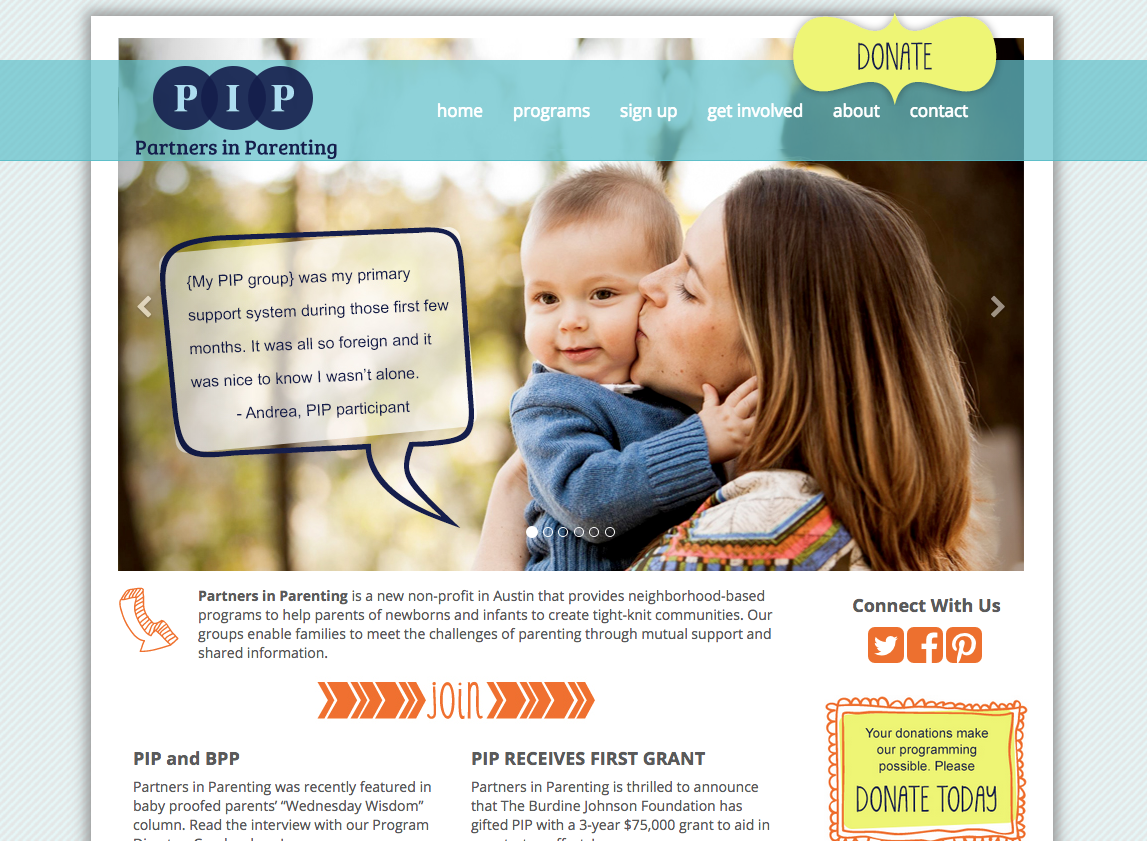 DONATE
P I P
Partners in Parenting
home programs sign up get involved about contact
{My PIP group} was my primary
support system during those first few
months. It was all so foreign and it
was nice to know I wasn't alone.
- Andrea, PIP participant
Partners in Parenting is a new non-profit in Austin that provides neighborhood-based
programs to help parents of newborns and infants to create tight-knit communities. Our
groups enable families to meet the challenges of parenting through mutual support and
shared information.
join
Connect With Us
Your donations make
our programming
possible. Please
DONATE TODAY
PIP and BPP
Partners in Parenting was recently featured in
baby proofed parents' “Wednesday Wisdom”
column. Read the interview with our Program
PIP RECEIVES FIRST GRANT
Partners in Parenting is thrilled to announce
that The Burdine Johnson Foundation has
gifted PIP with a 3-year $75,000 grant to aid in